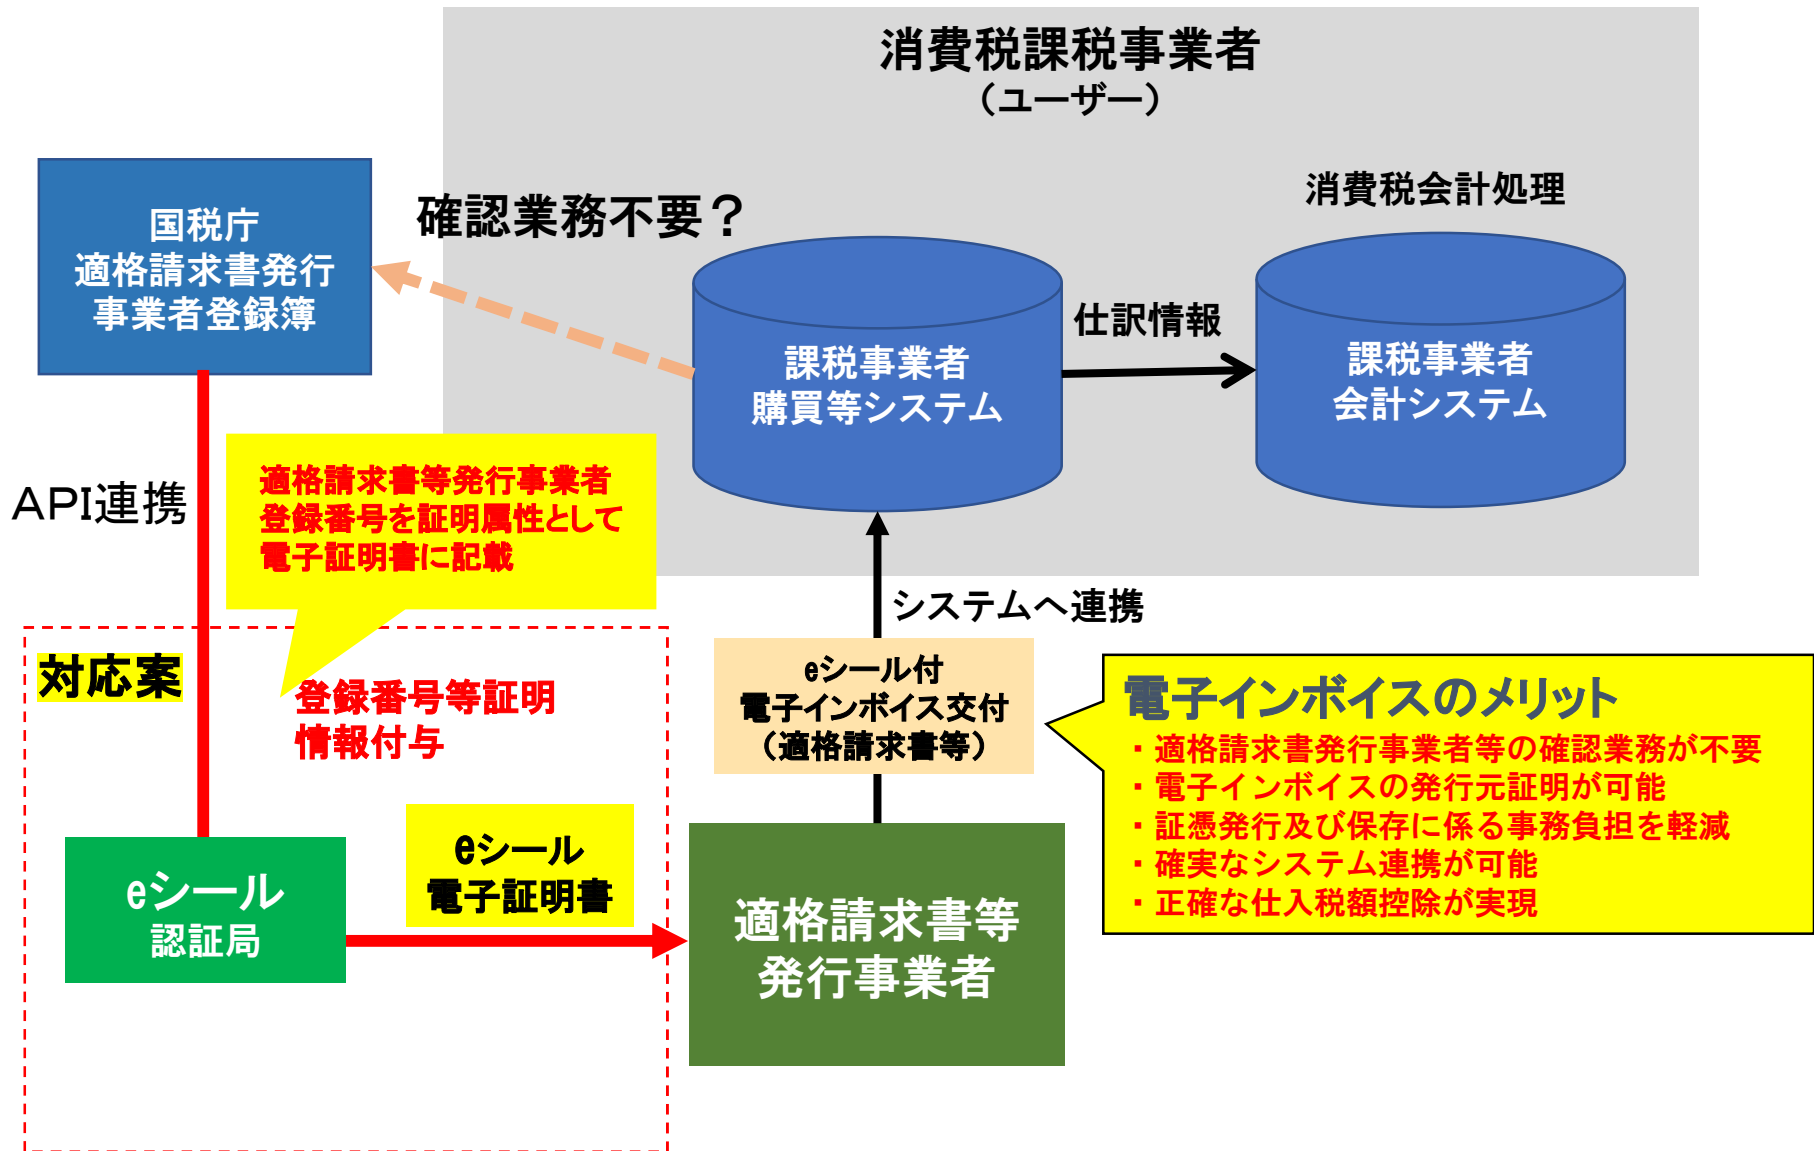 消費税課税事業者
（ユーザー）
国税庁
適格請求書発行
事業者登録簿
確認業務不要？
消費税会計処理
課税事業者
購買等システム
仕訳情報
課税事業者
会計システム
API連携
適格請求書等発行事業者
登録番号を証明属性として
電子証明書に記載
システムへ連携
対応案
登録番号等証明
情報付与
eシール付
電子インボイス交付
（適格請求書等）
電子インボイスのメリット
・適格請求書発行事業者等の確認業務が不要
・電子インボイスの発行元証明が可能
・証憑発行及び保存に係る事務負担を軽減
・確実なシステム連携が可能
・正確な仕入税額控除が実現
eシール
認証局
eシール
電子証明書
適格請求書等
発行事業者